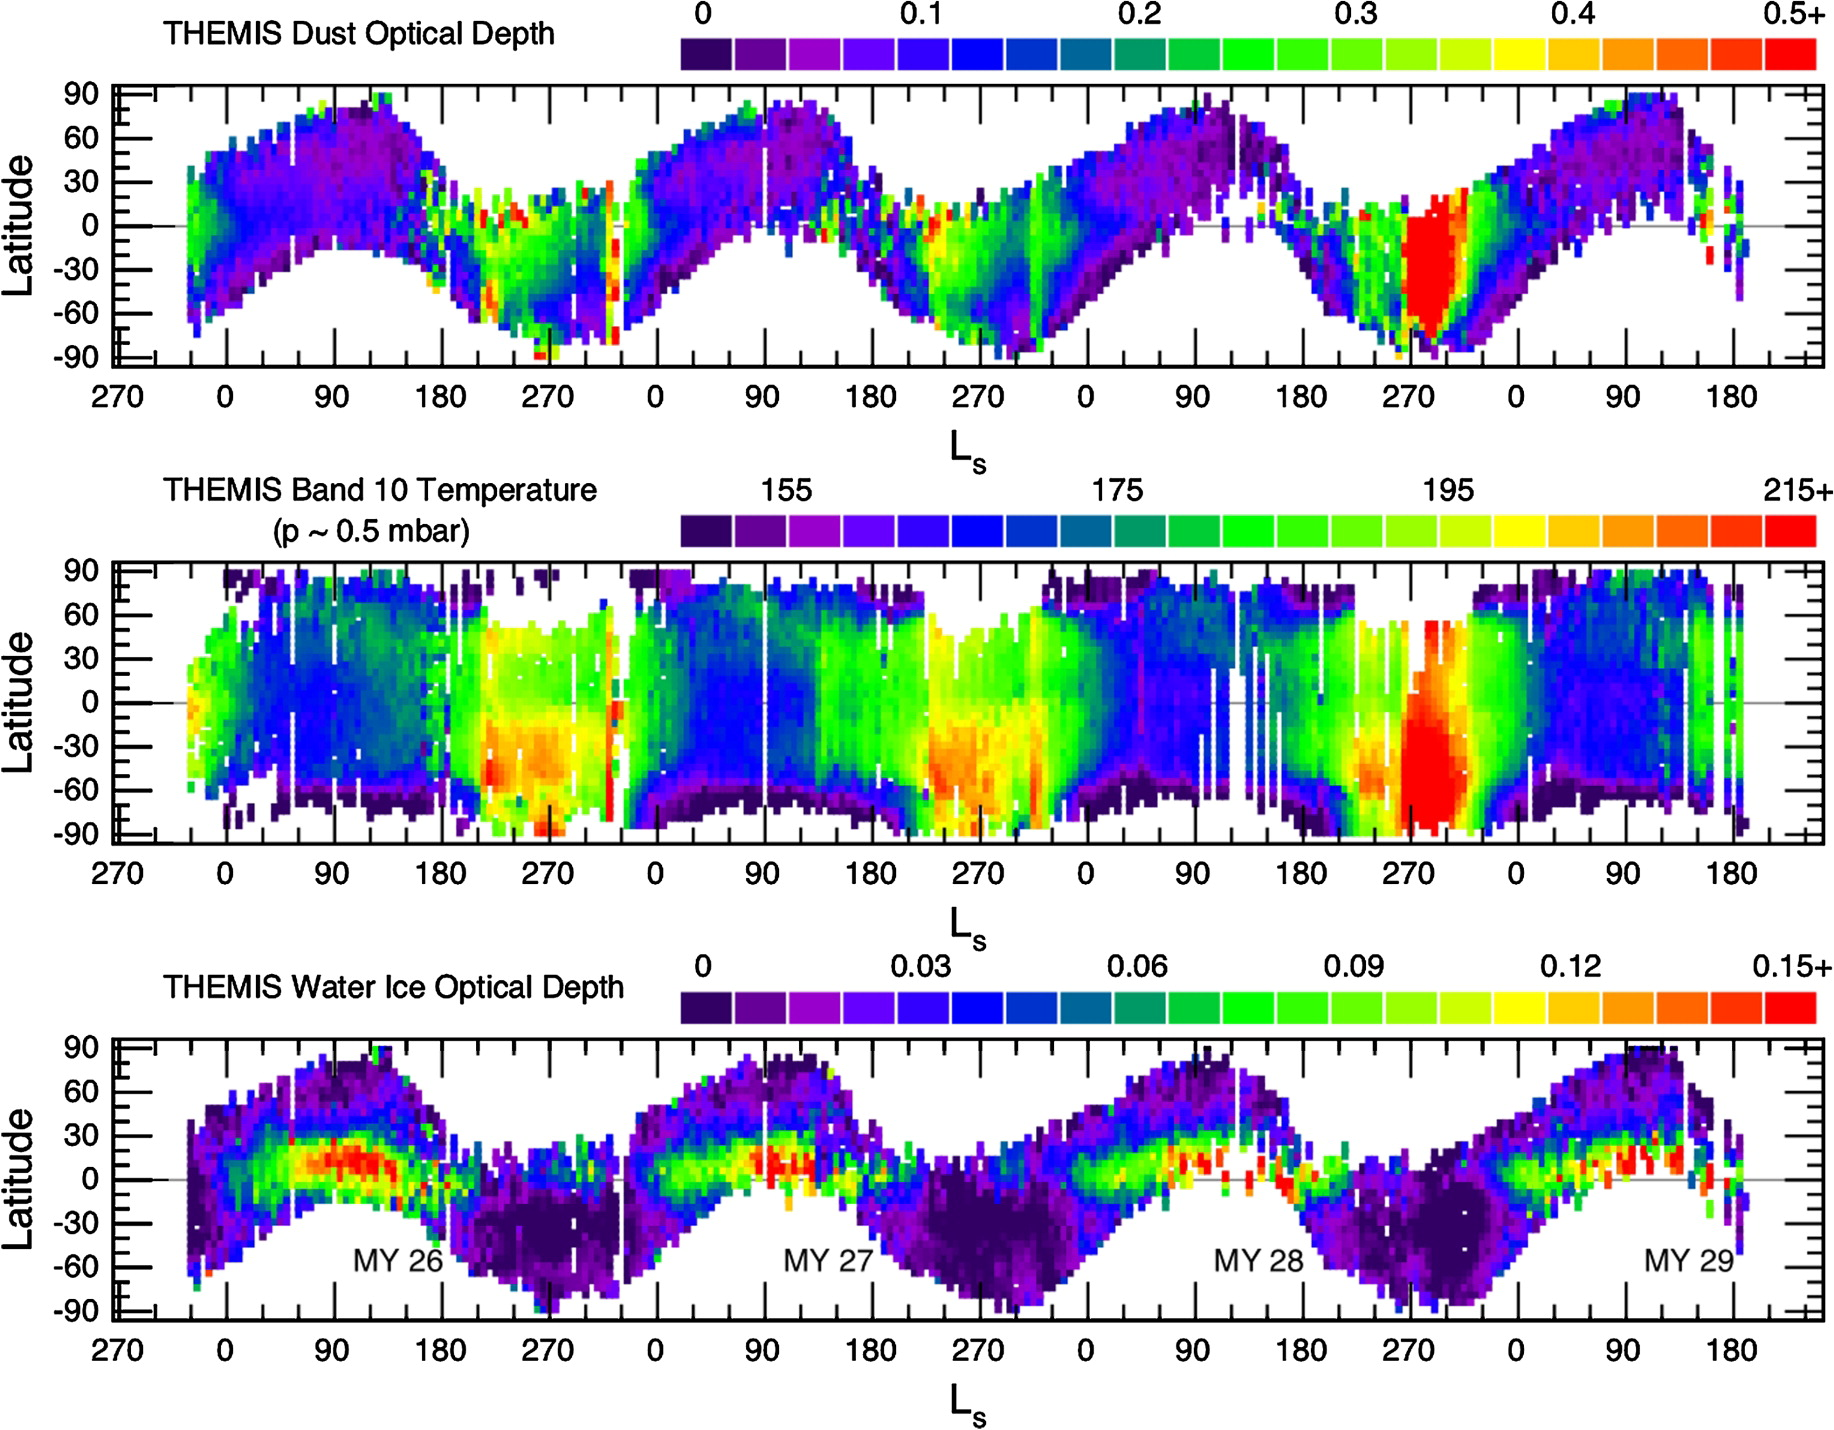 THEMIS Dust Optical Depth
0 0.1 0.2 0.3 0.4 0.5+
Latitude
90
60
30
0
-30
-60
-90
270 0 90 180 270 0 90 180 270 0 90 180 270 0 90 180
Ls
THEMIS Band 10 Temperature
(p ~ 0.5 mbar)
155 175 195 215+
Latitude
90
60
30
0
-30
-60
-90
270 0 90 180 270 0 90 180 270 0 90 180 270 0 90 180
Ls
THEMIS Water Ice Optical Depth
0 0.03 0.06 0.09 0.12 0.15+
Latitude
90
60
30
0
-30
-60
-90
MY 26 MY 27 MY 28 MY 29
270 0 90 180 270 0 90 180 270 0 90 180 270 0 90 180
Ls